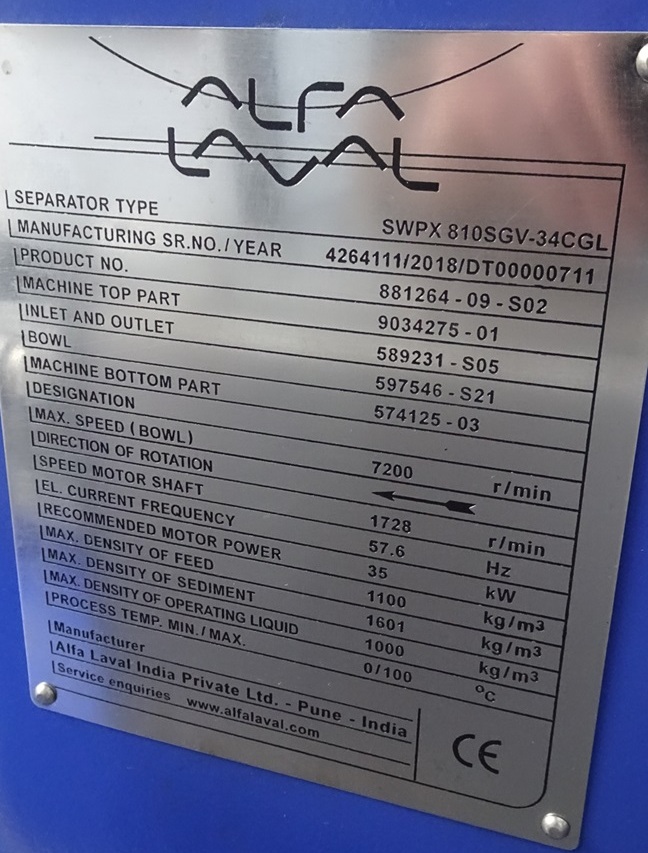 ALFA
LAVAL
SEPARATOR TYPE SWPX 810SGV-34CGL
MANUFACTURING SR.NO./YEAR 4264111/2018/DT00000711
PRODUCT NO. 881264-09-S02
MACHINE TOP PART 9034275-01
INLET AND OUTLET 589231-S05
BOWL 597546-S21
MACHINE BOTTOM PART 574125-03
DESIGNATION
MAX. SPEED (BOWL) 7200 r/min
DIRECTION OF ROTATION
SPEED MOTOR SHAFT 1728 r/min
EL. CURRENT FREQUENCY 57.6 Hz
RECOMMENDED MOTOR POWER 35 kW
MAX. DENSITY OF FEED 1100 kg/m3
MAX. DENSITY OF SEDIMENT 1601 kg/m3
MAX. DENSITY OF OPERATING LIQUID 1000 kg/m3
PROCESS TEMP. MIN./MAX. 0/100 °C
Manufacturer
Alfa Laval India Private Ltd. - Pune - India
Service enquiries www.alfalaval.com
CE